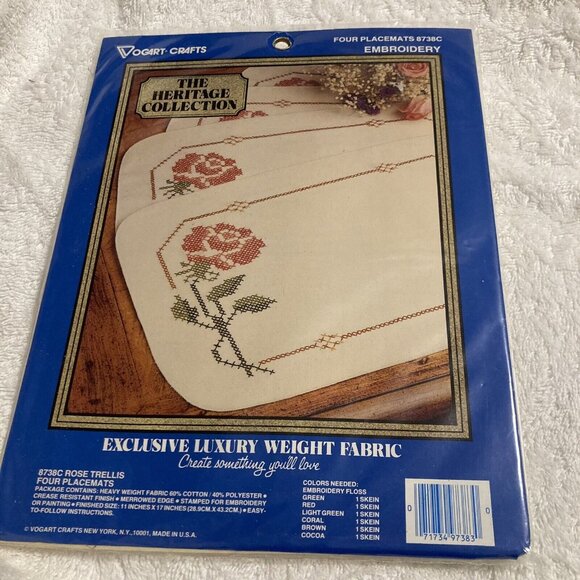 VOGART· CRAFTS
FOUR PLACEMATS 8738C
EMBROIDERY
THE
HERITAGE
COLLECTION
EXCLUSIVE LUXURY WEIGHT FABRIC
Create something you'll love
8738C ROSE TRELLIS
FOUR PLACEMATS
PACKAGE CONTAINS: HEAVY WEIGHT FABRIC 60% COTTON / 40% POLYESTER •
CREASE RESISTANT FINISH • MERROWED EDGE • STAMPED FOR EMBROIDERY
OR PAINTING • FINISHED SIZE: 11 INCHES X 17 INCHES (28.9CM X 43.2CM.) • EASY-
TO-FOLLOW INSTRUCTIONS.
© VOGART CRAFTS NEW YORK, N.Y., 10001. MADE IN U.S.A.
COLORS NEEDED:
EMBROIDERY FLOSS
GREEN 1 SKEIN
RED 1 SKEIN
LIGHT GREEN 1 SKEIN
CORAL 1 SKEIN
BROWN 1 SKEIN
COCOA 1 SKEIN
0 71734 97383 0